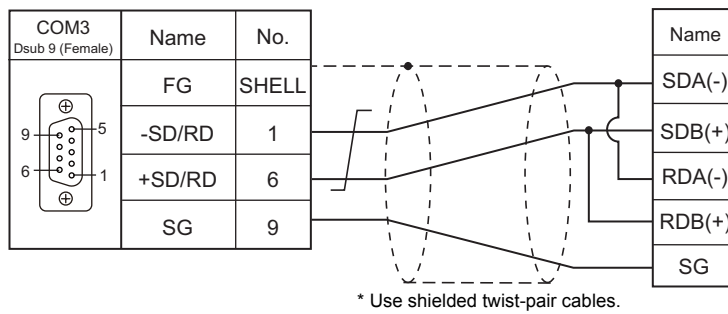 COM3
Dsub 9 (Female)
Name
No.
FG
SHELL
-SD/RD
1
+SD/RD
6
SG
9
9
5
6
1
Name
SDA(-)
SDB(+)
RDA(-)
RDB(+)
SG
* Use shielded twist-pair cables.